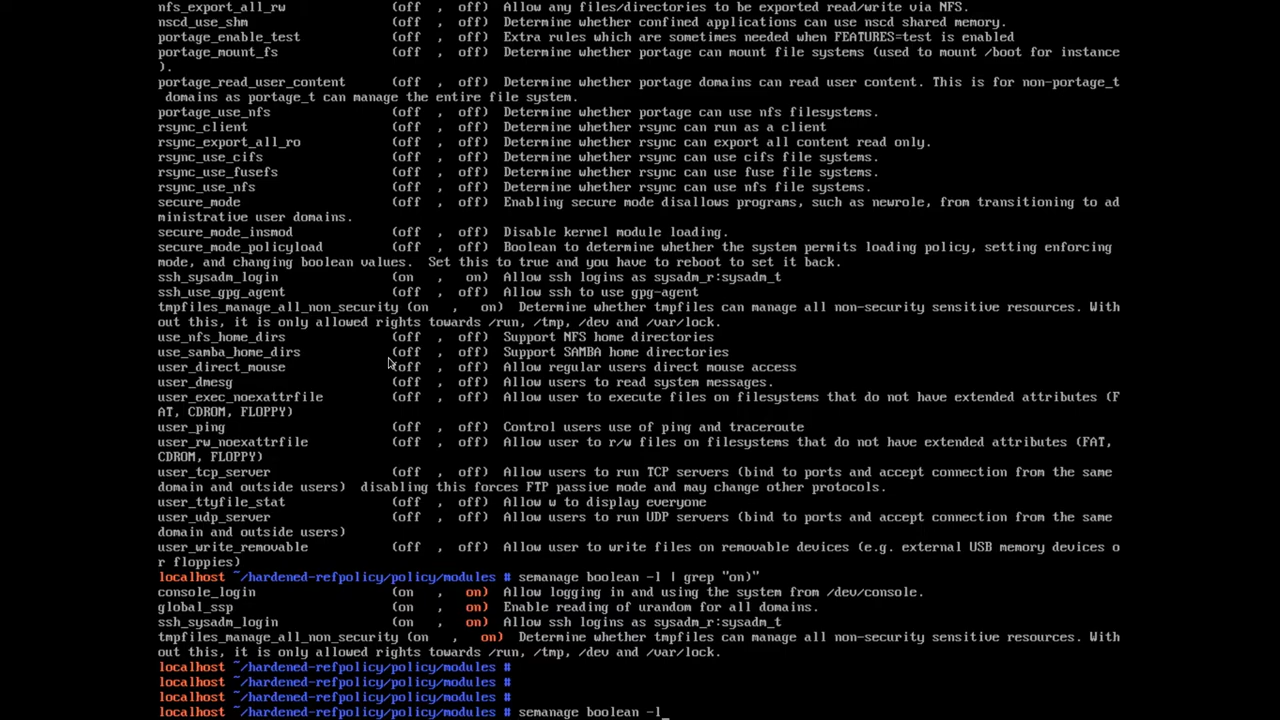 nfs_export_all_rw (off , off) Allow any files/directories to be exported read/write via NFS.
nscd_use_shm (off , off) Determine whether confined applications can use nscd shared memory.
portage_enable_test (off , off) Extra rules which are sometimes needed when FEATURES=test is enabled
portage_mount_fs (off , off) Determine whether portage can mount file systems (used to mount /boot for instance
).
portage_read_user_content (off , off) Determine whether portage domains can read user content. This is for non-portage_t
domains as portage_t can manage the entire file system.
portage_use_nfs (off , off) Determine whether portage can use nfs filesystems.
rsync_client (off , off) Determine whether rsync can run as a client
rsync_export_all_ro (off , off) Determine whether rsync can export all content read only.
rsync_use_cifs (off , off) Determine whether rsync can use cifs file systems.
rsync_use_fusefs (off , off) Determine whether rsync can use fuse file systems.
rsync_use_nfs (off , off) Determine whether rsync can use nfs file systems.
secure_mode (off , off) Enabling secure mode disallows programs, such as newrole, from transitioning to ad
ministrative user domains.
secure_mode_insmod (off , off) Disable kernel module loading.
secure_mode_policyload (off , off) Boolean to determine whether the system permits loading policy, setting enforcing
mode, and changing boolean values.  Set this to true and you have to reboot to set it back.
ssh_sysadm_login (on , on) Allow ssh logins as sysadm_r:sysadm_t
ssh_use_gpg_agent (off , off) Allow ssh to use gpg-agent
tmpfiles_manage_all_non_security (on , on) Determine whether tmpfiles can manage all non-security sensitive resources. With
out this, it is only allowed rights towards /run, /tmp, /dev and /var/lock.
use_nfs_home_dirs (off , off) Support NFS home directories
use_samba_home_dirs (off , off) Support SAMBA home directories
user_direct_mouse (off , off) Allow regular users direct mouse access
user_dmesg (off , off) Allow users to read system messages.
user_exec_noexattrfile (off , off) Allow user to execute files on filesystems that do not have extended attributes (F
AT, CDROM, FLOPPY)
user_ping (off , off) Control users use of ping and traceroute
user_rw_noexattrfile (off , off) Allow user to r/w files on filesystems that do not have extended attributes (FAT,
CDROM, FLOPPY)
user_tcp_server (off , off) Allow users to run TCP servers (bind to ports and accept connection from the same
domain and outside users)  disabling this forces FTP passive mode and may change other protocols.
user_ttyfile_stat (off , off) Allow w to display everyone
user_udp_server (off , off) Allow users to run UDP servers (bind to ports and accept connection from the same
domain and outside users)
user_write_removable (off , off) Allow user to write files on removable devices (e.g. external USB memory devices o
r floppies)
localhost ~/hardened-refpolicy/policy/modules # semanage boolean -l | grep "on)"
console_login (on , on) Allow logging in and using the system from /dev/console.
global_ssp (on , on) Enable reading of urandom for all domains.
ssh_sysadm_login (on , on) Allow ssh logins as sysadm_r:sysadm_t
tmpfiles_manage_all_non_security (on , on) Determine whether tmpfiles can manage all non-security sensitive resources. With
out this, it is only allowed rights towards /run, /tmp, /dev and /var/lock.
localhost ~/hardened-refpolicy/policy/modules #
localhost ~/hardened-refpolicy/policy/modules #
localhost ~/hardened-refpolicy/policy/modules #
localhost ~/hardened-refpolicy/policy/modules # semanage boolean -l_